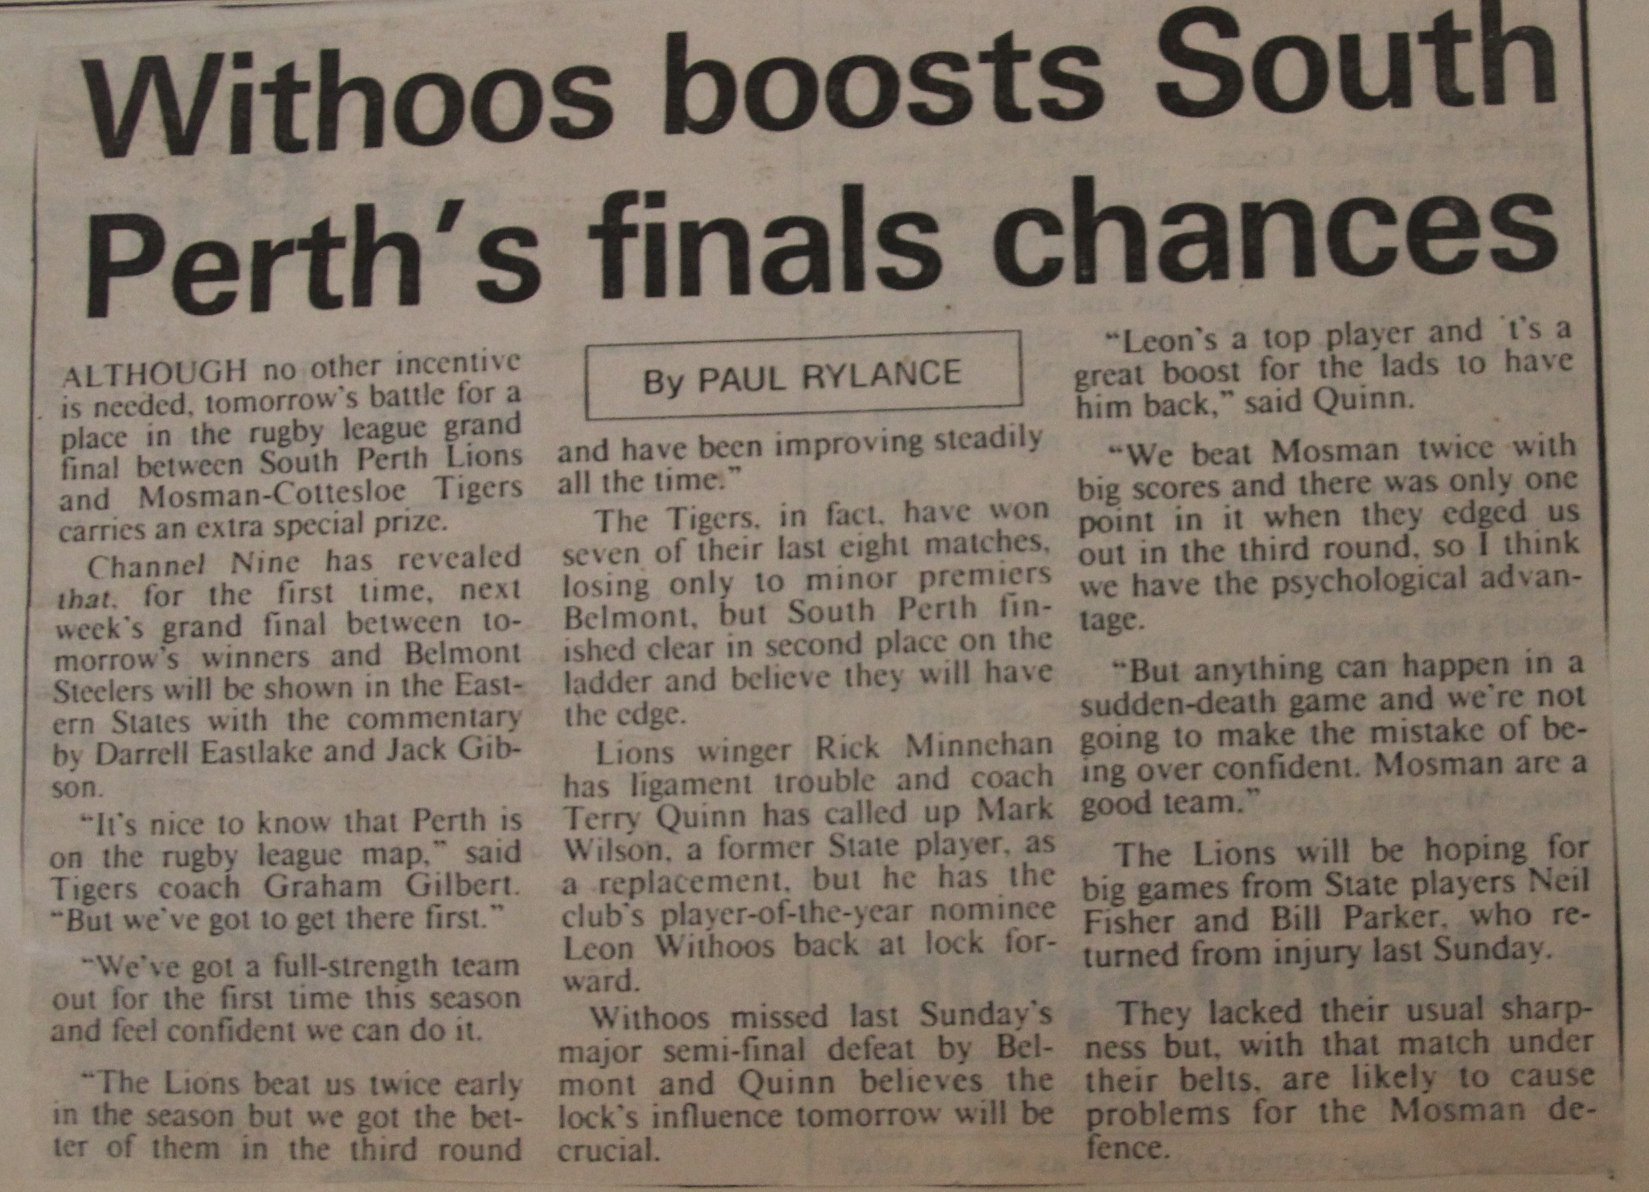 Withoos boosts South
Perth's finals chances
ALTHOUGH no other incentive
is needed, tomorrow's battle for a
place in the rugby league grand
final between South Perth Lions
and Mosman-Cottesloe Tigers
carries an extra special prize.
Channel Nine has revealed
that, for the first time, next
week's grand final between to-
morrow's winners and Belmont
Steelers will be shown in the East-
ern States with the commentary
by Darrell Eastlake and Jack Gib-
son.
"It's nice to know that Perth is
on the rugby league map," said
Tigers coach Graham Gilbert.
"But we've got to get there first."
"We've got a full-strength team
out for the first time this season
and feel confident we can do it.
"The Lions beat us twice early
in the season but we got the bet-
ter of them in the third round
By PAUL RYLANCE
and have been improving steadily
all the time."
The Tigers, in fact, have won
seven of their last eight matches,
losing only to minor premiers
Belmont, but South Perth fin-
ished clear in second place on the
ladder and believe they will have
the edge.
Lions winger Rick Minnehan
has ligament trouble and coach
Terry Quinn has called up Mark
Wilson, a former State player, as
a replacement, but he has the
club's player-of-the-year nominee
Leon Withoos back at lock for-
ward.
Withoos missed last Sunday's
major semi-final defeat by Bel-
mont and Quinn believes the
lock's influence tomorrow will be
crucial.
"Leon's a top player and 't's a
great boost for the lads to have
him back," said Quinn.
"We beat Mosman twice with
big scores and there was only one
point in it when they edged us
out in the third round, so I think
we have the psychological advan-
tage.
"But anything can happen in a
sudden-death game and we're not
going to make the mistake of be-
ing over confident. Mosman are a
good team."
The Lions will be hoping for
big games from State players Neil
Fisher and Bill Parker, who re-
turned from injury last Sunday.
They lacked their usual sharp-
ness but, with that match under
their belts, are likely to cause
problems for the Mosman de-
fence.